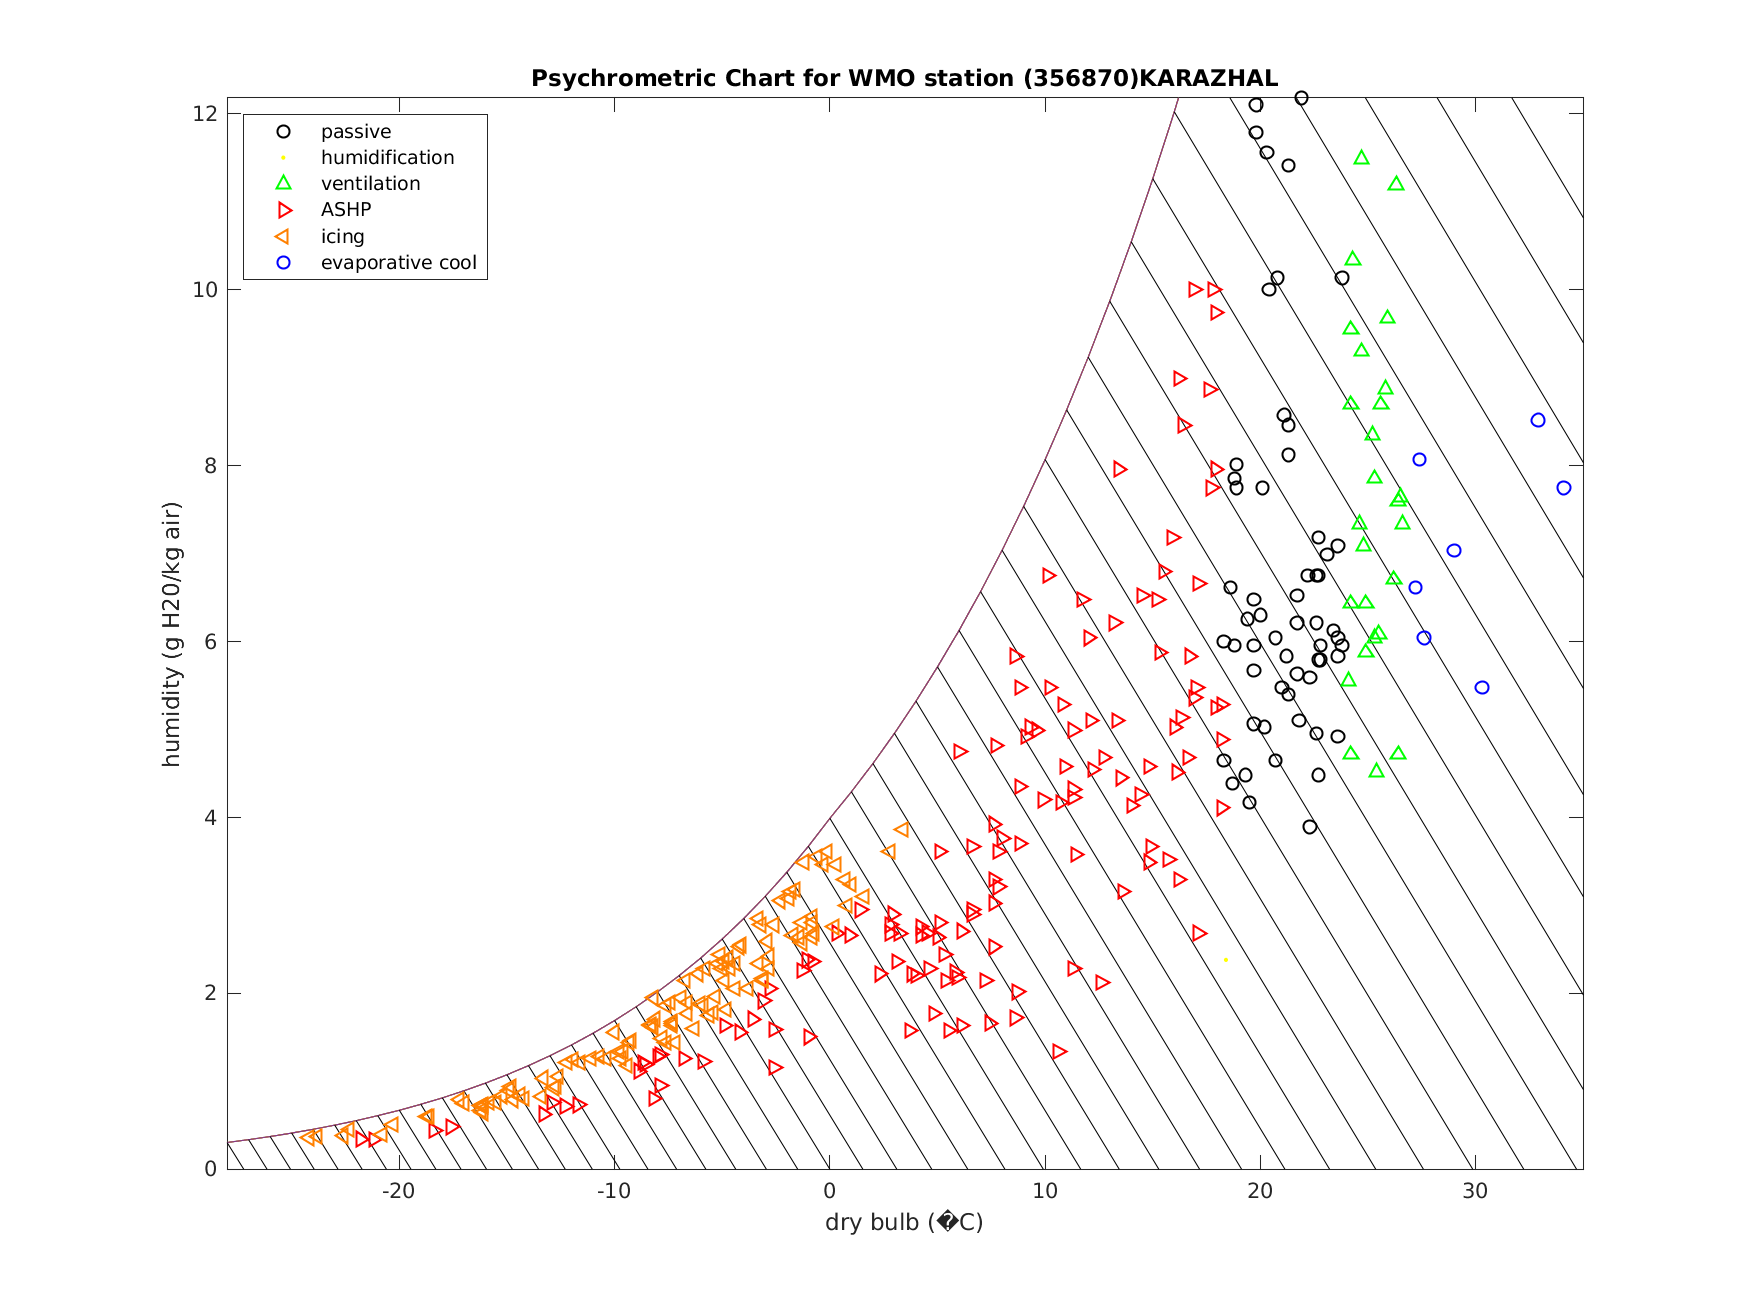 Psychrometric Chart for WMO station (356870)KARAZHAL
passive
humidification
ventilation
ASHP
icing
evaporative cool
12
10
8
6
4
2
0
humidity (g H20/kg air)
-20 -10 0 10 20 30
dry bulb (�C)